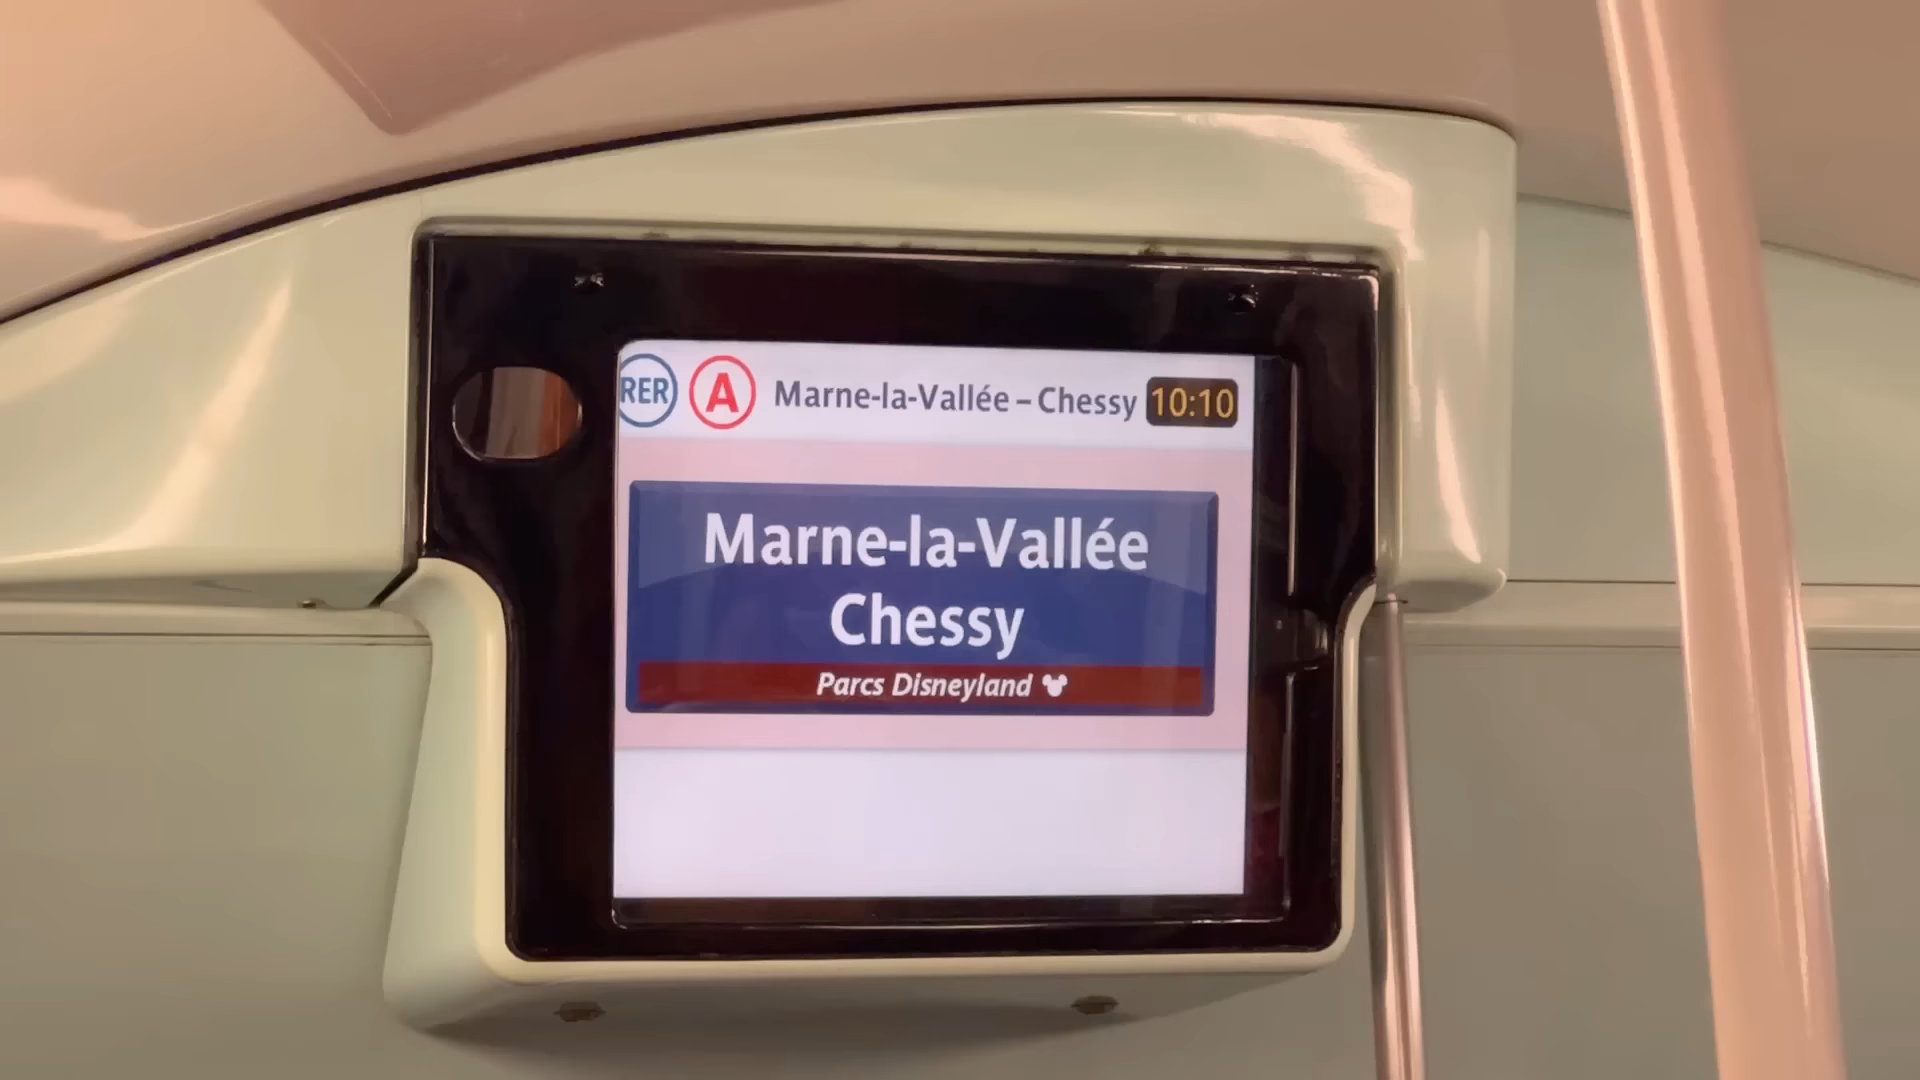 RER A Marne-la-Vallée – Chessy 10:10
Marne-la-Vallée
Chessy
Parcs Disneyland